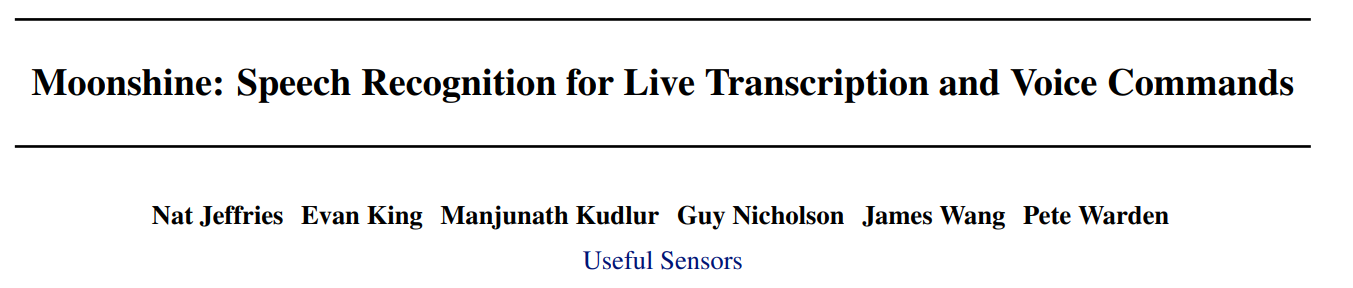 Moonshine: Speech Recognition for Live Transcription and Voice Commands
Nat Jeffries Evan King Manjunath Kudlur Guy Nicholson James Wang Pete Warden
Useful Sensors